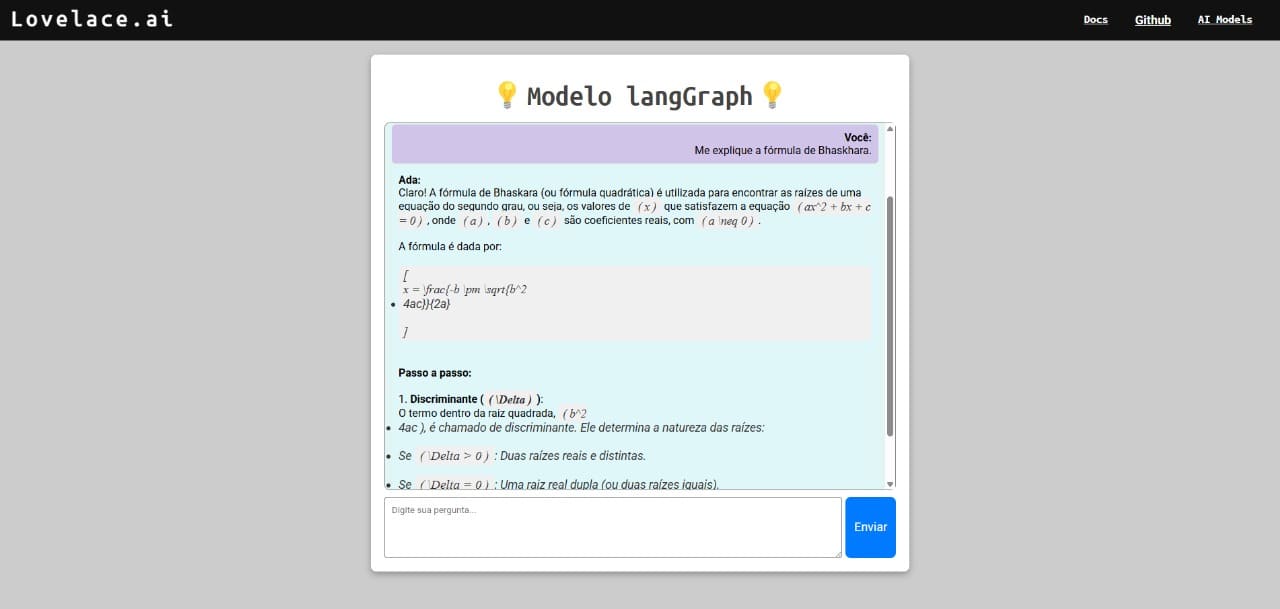 Lovelace.ai
Docs Github AI Models
Modelo langGraph
Você:
Me explique a fórmula de Bhaskhara.
Ada:
Claro! A fórmula de Bhaskara (ou fórmula quadrática) é utilizada para encontrar as raízes de uma
equação do segundo grau, ou seja, os valores de ( x ) que satisfazem a equação ( ax^2 + bx + c
= 0 ) , onde ( a ) , ( b ) e ( c ) são coeficientes reais, com ( a \neq 0 ) .
A fórmula é dada por:
[
x = \frac{-b \pm \sqrt{b^2
• 4ac}}{2a}
]
Passo a passo:
1. Discriminante ( ( \Delta ) ):
O termo dentro da raiz quadrada, ( b^2
• 4ac ), é chamado de discriminante. Ele determina a natureza das raízes:
• Se ( \Delta > 0 ) : Duas raízes reais e distintas.
• Se ( \Delta = 0 ) : Uma raiz real dupla (ou duas raízes iguais).
Digite sua pergunta...
Enviar